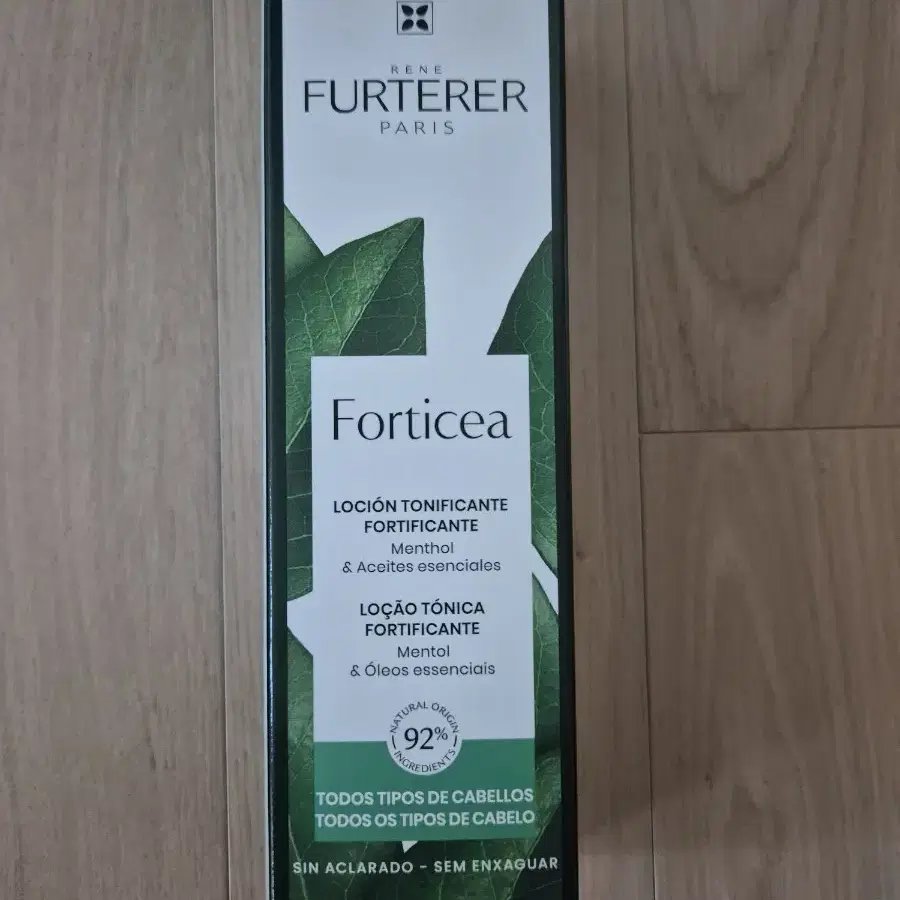 RENE
FURTERER
PARIS
Forticea
LOCIÓN TONIFICANTE
FORTIFICANTE
Menthol
& Aceites esenciales
LOÇÃO TÓNICA
FORTIFICANTE
Mentol
& Óleos essenciais
NATURAL ORIGIN
92%
INGREDIENTS
TODOS TIPOS DE CABELLOS
TODOS OS TIPOS DE CABELO
SIN ACLARADO - SEM ENXAGUAR